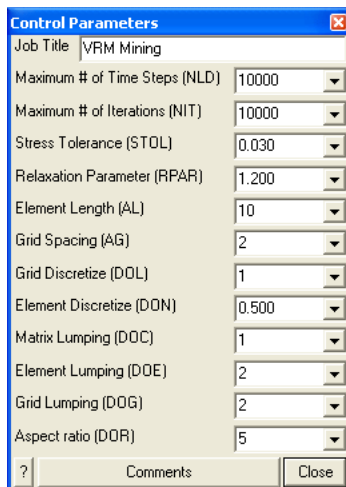 Control Parameters
Job Title VRM Mining
Maximum # of Time Steps (NLD) 10000
Maximum # of Iterations (NIT) 10000
Stress Tolerance (STOL) 0.030
Relaxation Parameter (RPAR) 1.200
Element Length (AL) 10
Grid Spacing (AG) 2
Grid Discretize (DOL) 1
Element Discretize (DON) 0.500
Matrix Lumping (DOC) 1
Element Lumping (DOE) 2
Grid Lumping (DOG) 2
Aspect ratio (DOR) 5
? Comments Close